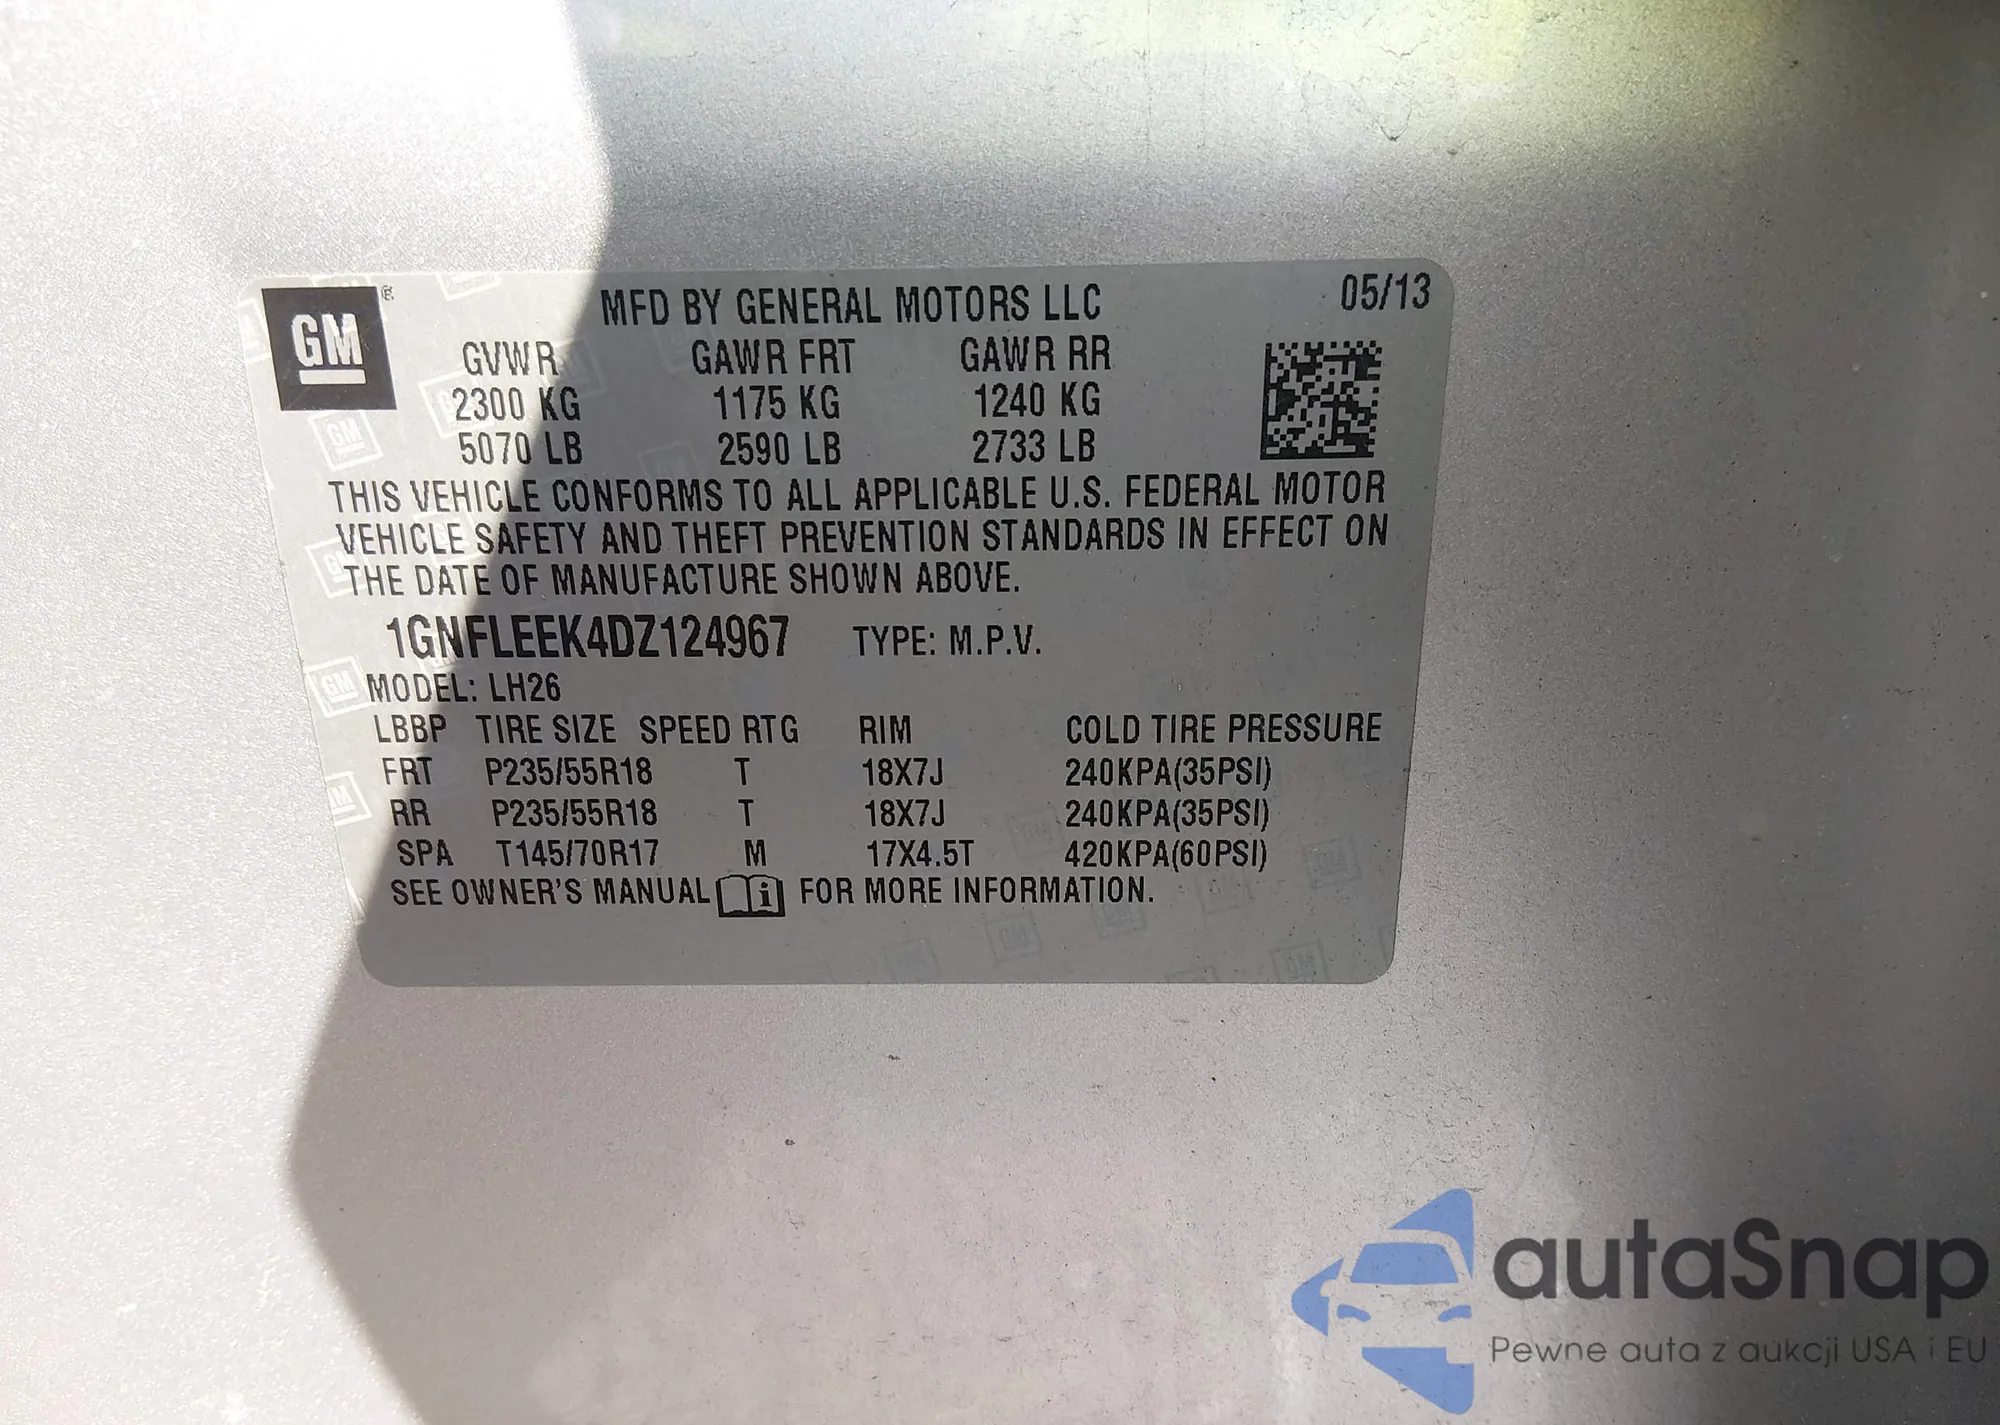 GM
MFD BY GENERAL MOTORS LLC 05/13
GVWR GAWR FRT GAWR RR
2300 KG 1175 KG 1240 KG
5070 LB 2590 LB 2733 LB
THIS VEHICLE CONFORMS TO ALL APPLICABLE U.S. FEDERAL MOTOR
VEHICLE SAFETY AND THEFT PREVENTION STANDARDS IN EFFECT ON
THE DATE OF MANUFACTURE SHOWN ABOVE.
1GNFLEEK4DZ124967 TYPE: M.P.V.
MODEL: LH26
LBBP TIRE SIZE SPEED RTG RIM COLD TIRE PRESSURE
FRT P235/55R18 T 18X7J 240KPA(35PSI)
RR P235/55R18 T 18X7J 240KPA(35PSI)
SPA T145/70R17 M 17X4.5T 420KPA(60PSI)
SEE OWNER'S MANUAL i FOR MORE INFORMATION.
autaSnap
Pewne auta z aukcji USA i EU